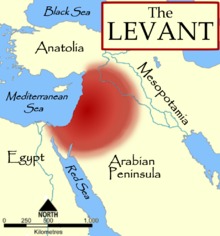 The
LEVANT
Black Sea
Anatolia
Mesopotamia
Mediterranean
Sea
Egypt
Red Sea
Arabian
Peninsula
NORTH
0 500 1,000
Kilometres